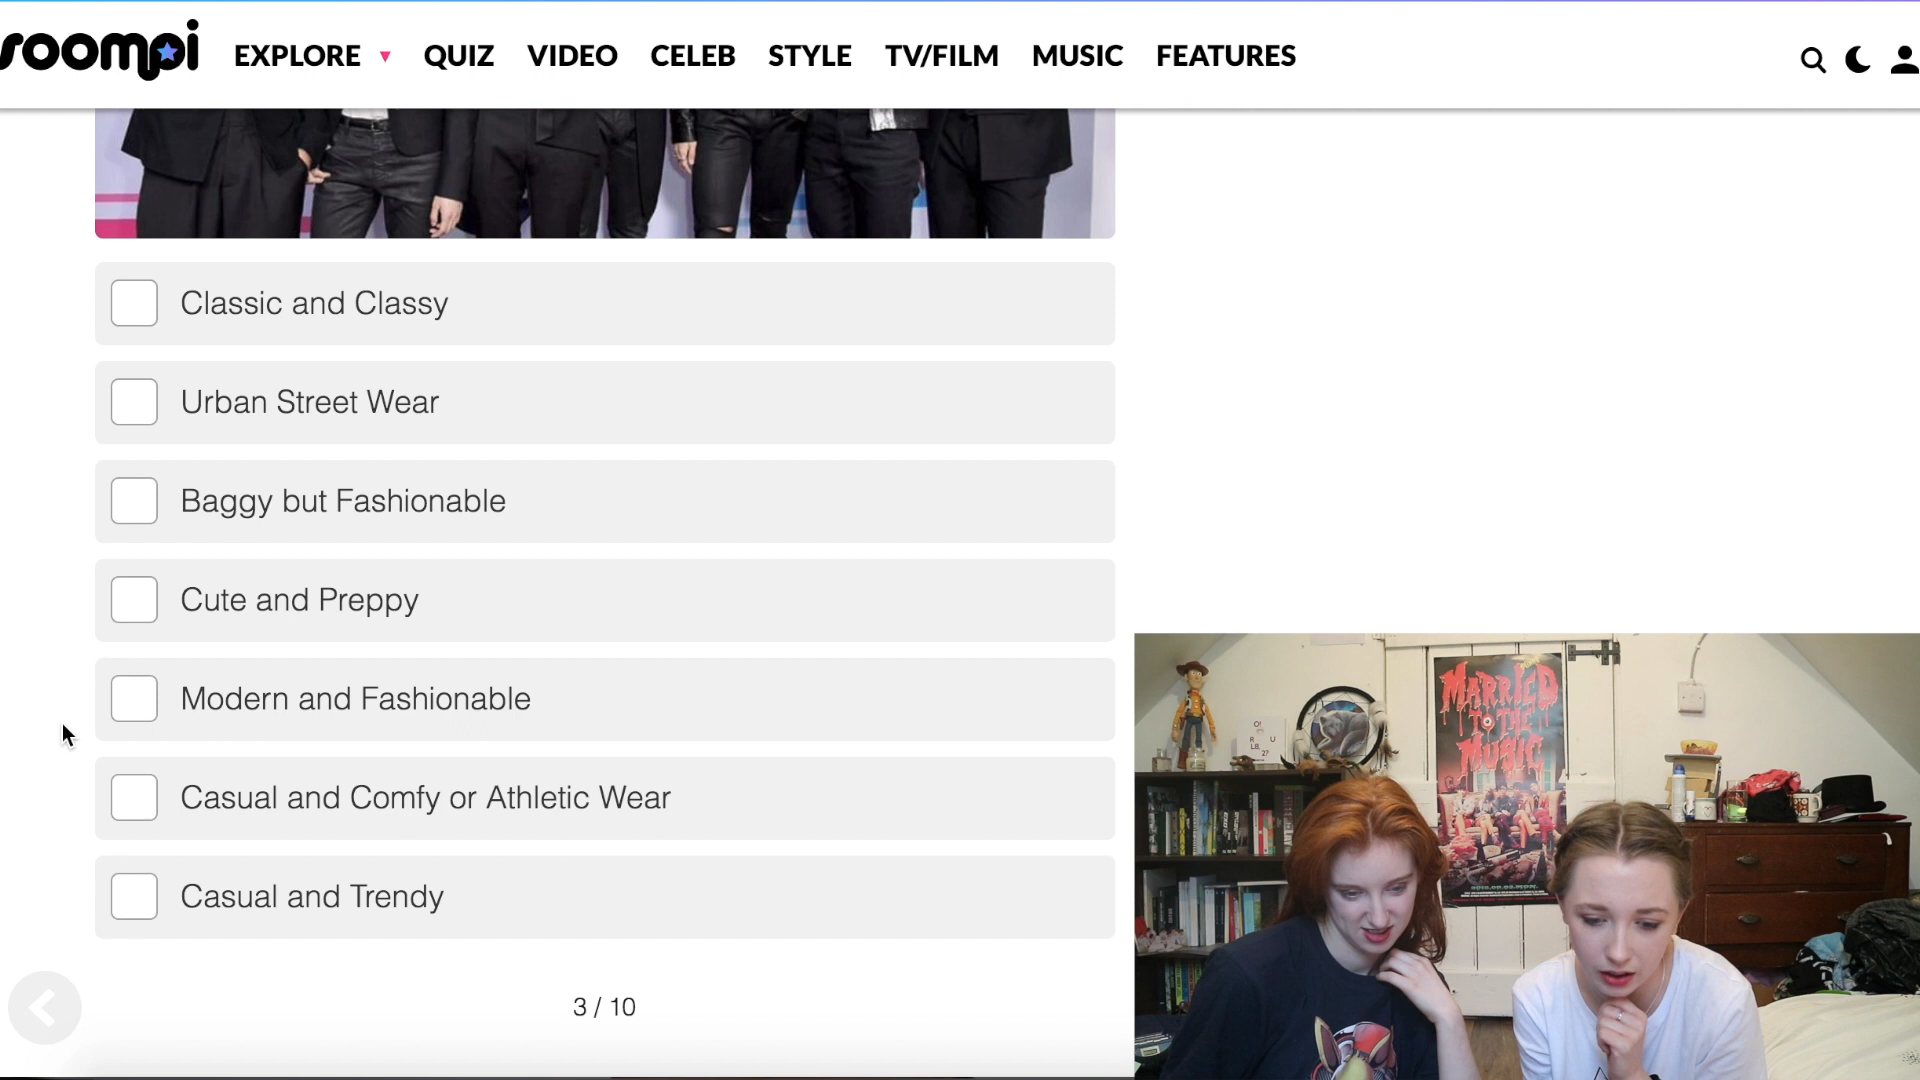 soompi
EXPLORE ▼ QUIZ VIDEO CELEB STYLE TV/FILM MUSIC FEATURES
Classic and Classy
Urban Street Wear
Baggy but Fashionable
Cute and Preppy
Modern and Fashionable
Casual and Comfy or Athletic Wear
Casual and Trendy
3 / 10
MARRIED
TO THE
MUSIC
O!
R U
L8,
2?